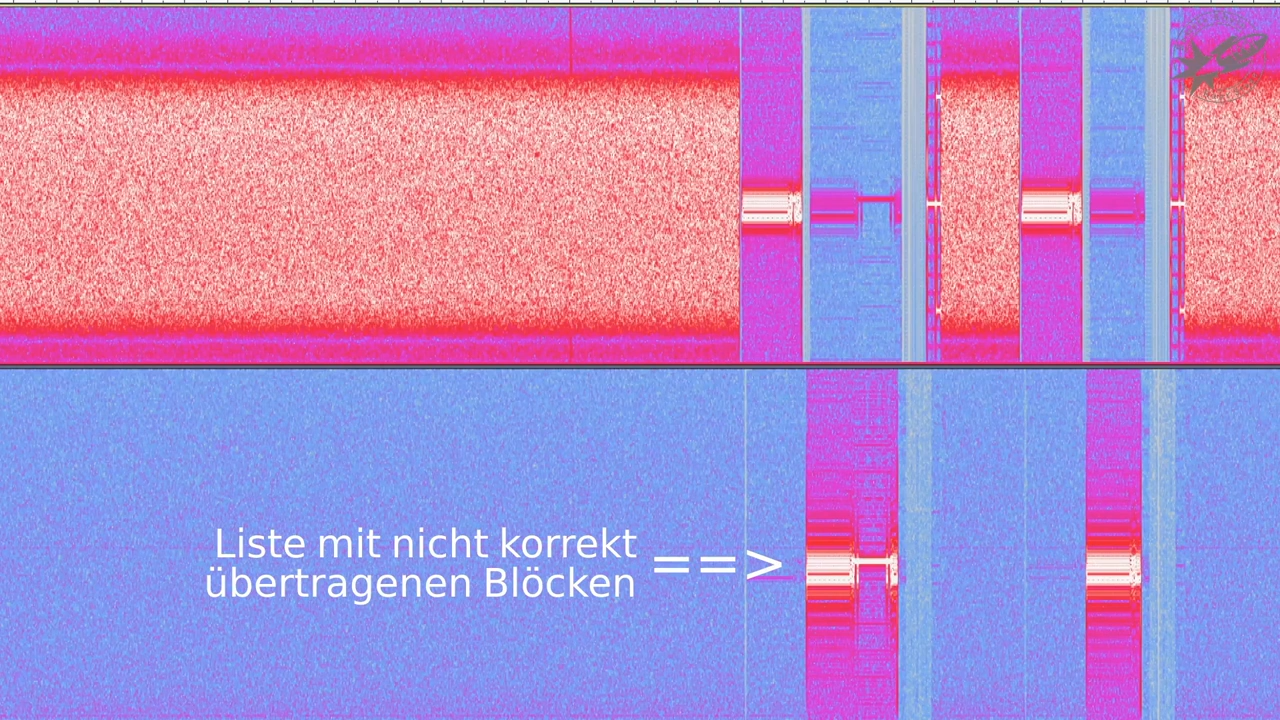 Liste mit nicht korrekt
übertragenen Blöcken ==>